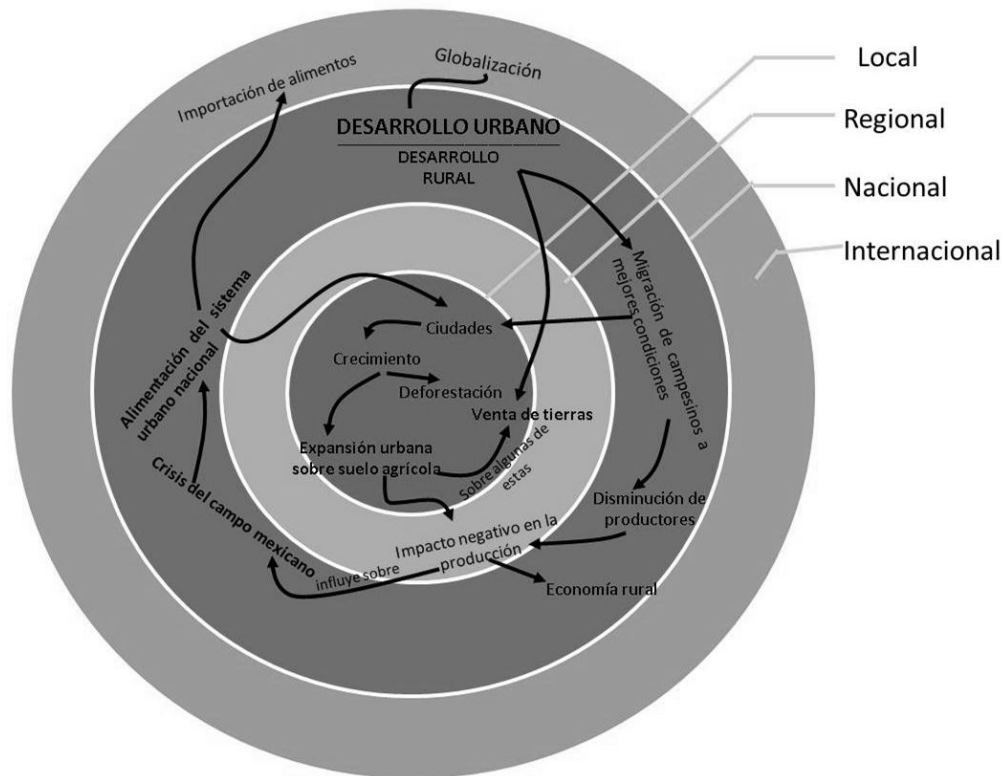 Globalización
Importación de alimentos
DESARROLLO URBANO
DESARROLLO
RURAL
Local
Regional
Nacional
Internacional
Migración de campesinos a
mejores condiciones
Alimentación del sistema
urbano nacional
Ciudades
Crecimiento
Deforestación
Venta de tierras
Expansión urbana
sobre suelo agrícola
Sobre algunas de
estas
Crisis del campo mexicano
Disminución de
productores
Impacto negativo en la
producción
influye sobre
Economía rural